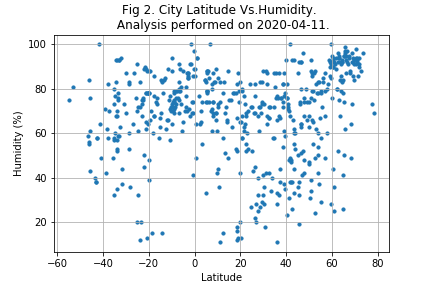 Fig 2. City Latitude Vs.Humidity.
Analysis performed on 2020-04-11.
Humidity (%)
100
80
60
40
20
−60 −40 −20 0 20 40 60 80
Latitude